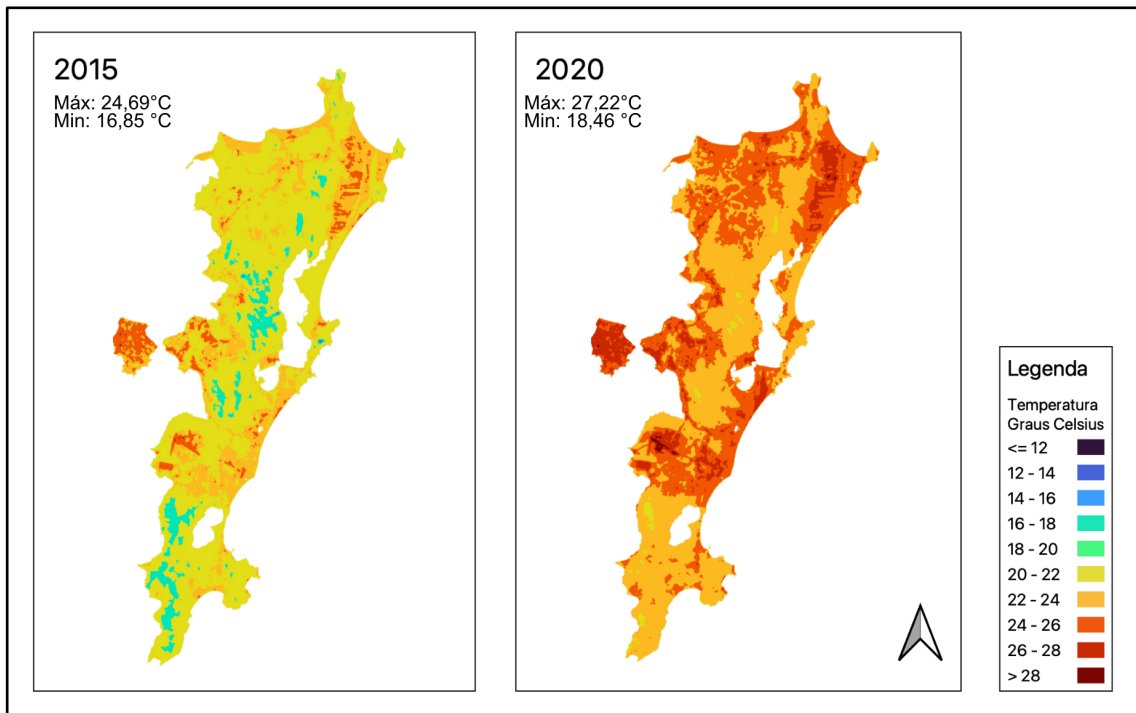 2015
Máx: 24,69°C
Min: 16,85 °C
2020
Máx: 27,22°C
Min: 18,46 °C
Legenda
Temperatura
Graus Celsius
<= 12
12 - 14
14 - 16
16 - 18
18 - 20
20 - 22
22 - 24
24 - 26
26 - 28
> 28